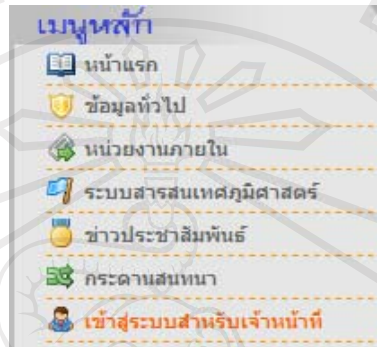 เมนูหลัก
หน้าแรก
ข้อมูลทั่วไป
หน่วยงานภายใน
ระบบสารสนเทศภูมิศาสตร์
ข่าวประชาสัมพันธ์
กระดานสนทนา
เข้าสู่ระบบสำหรับเจ้าหน้าที่